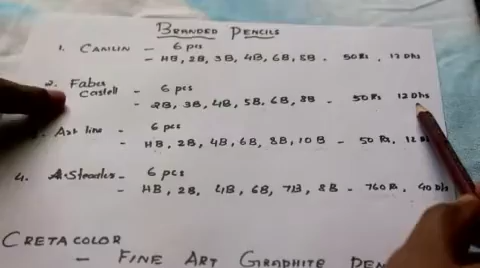 BRANDED PENCILS
1. CAMLIN - 6 pcs
- HB, 2B, 3B, 4B, 6B, 8B - 50 Rs, 12 Dhs
2. Faber Castell - 6 pcs
- 2B, 3B, 4B, 5B, 6B, 8B - 50 Rs 12 Dhs
Art line - 6 pcs
- HB, 2B, 4B, 6B, 8B, 10B - 50 Rs, 12
4. - 6 pcs
- HB, 2B, 4B, 6B, 7B, 8B - 760 R, 40 Dhs
CRETACOLOR
- FINE ART GRAPHITE PEN